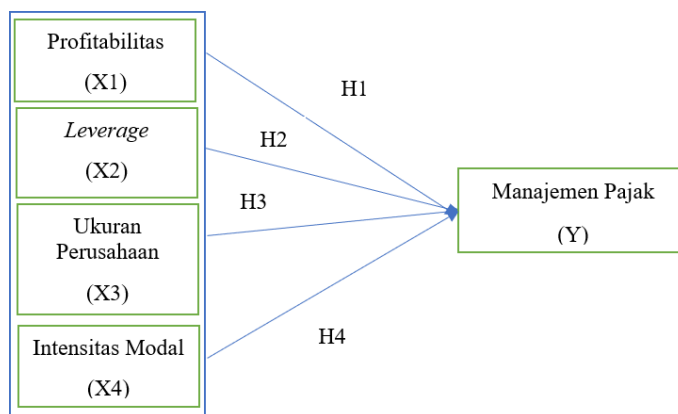 Profitabilitas
(X1)
Leverage
(X2)
Ukuran
Perusahaan
(X3)
Intensitas Modal
(X4)
H1
H2
H3
H4
Manajemen Pajak
(Y)